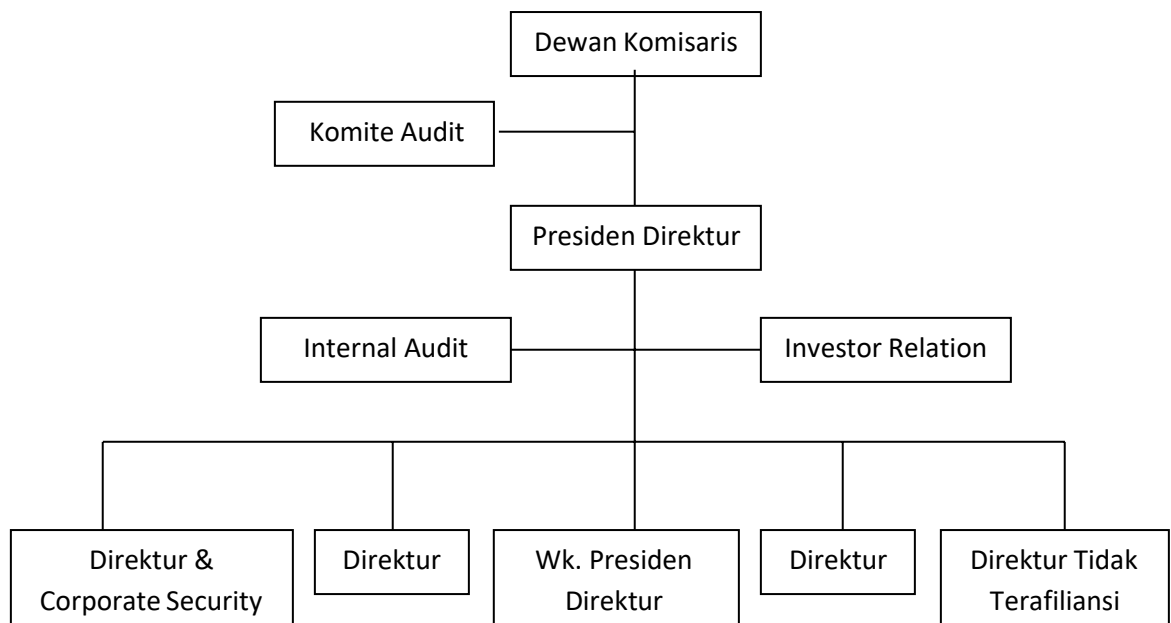 Dewan Komisaris
Komite Audit
Presiden Direktur
Internal Audit
Investor Relation
Direktur &
Corporate Security
Direktur
Wk. Presiden
Direktur
Direktur
Direktur Tidak
Terafiliansi